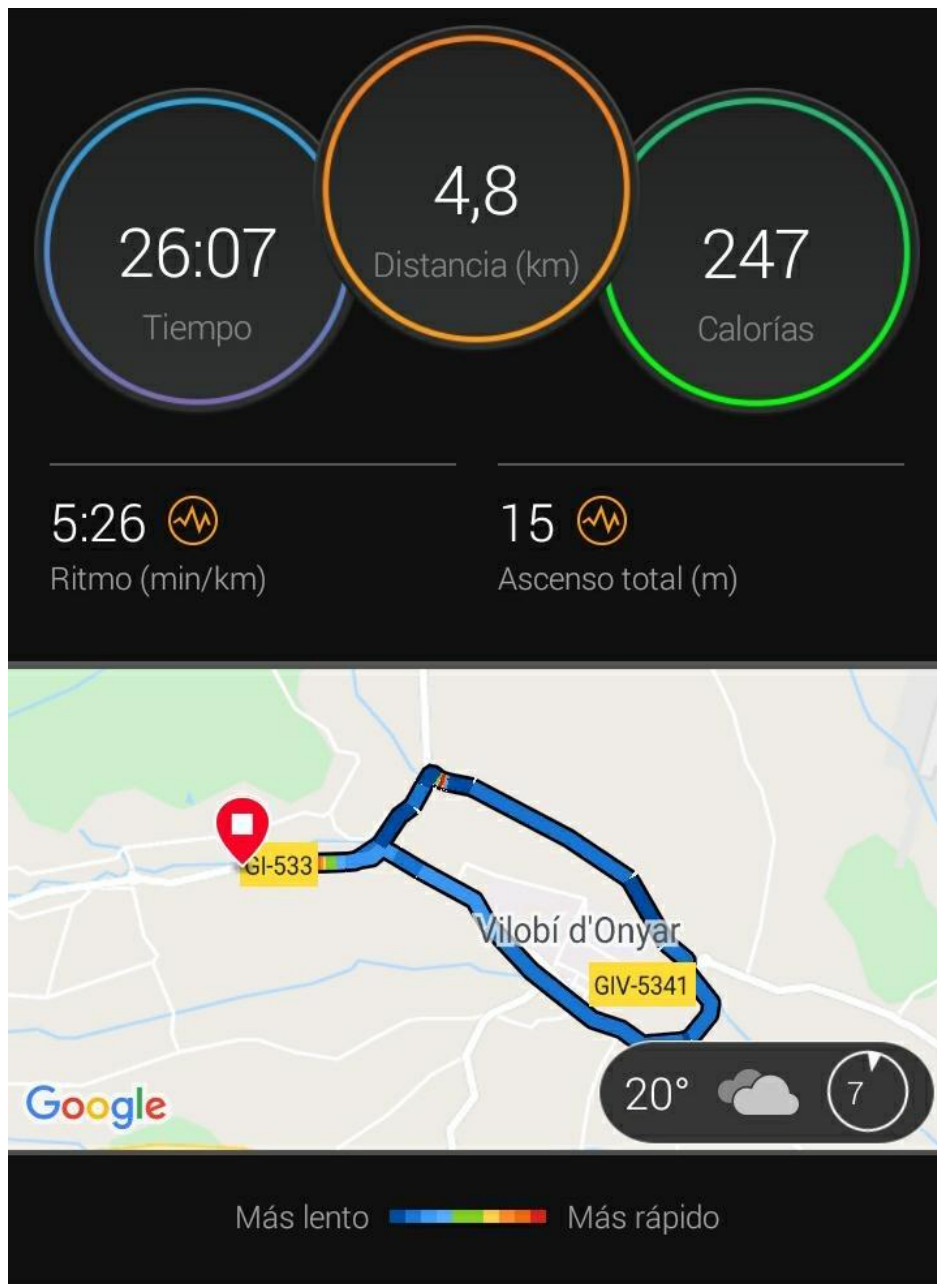 4,8
Distancia (km)
26:07
Tiempo
247
Calorías
5:26
Ritmo (min/km)
15
Ascenso total (m)
GI-533
Vilobí d'Onyar
GIV-5341
Google
20°
7
Más lento
Más rápido